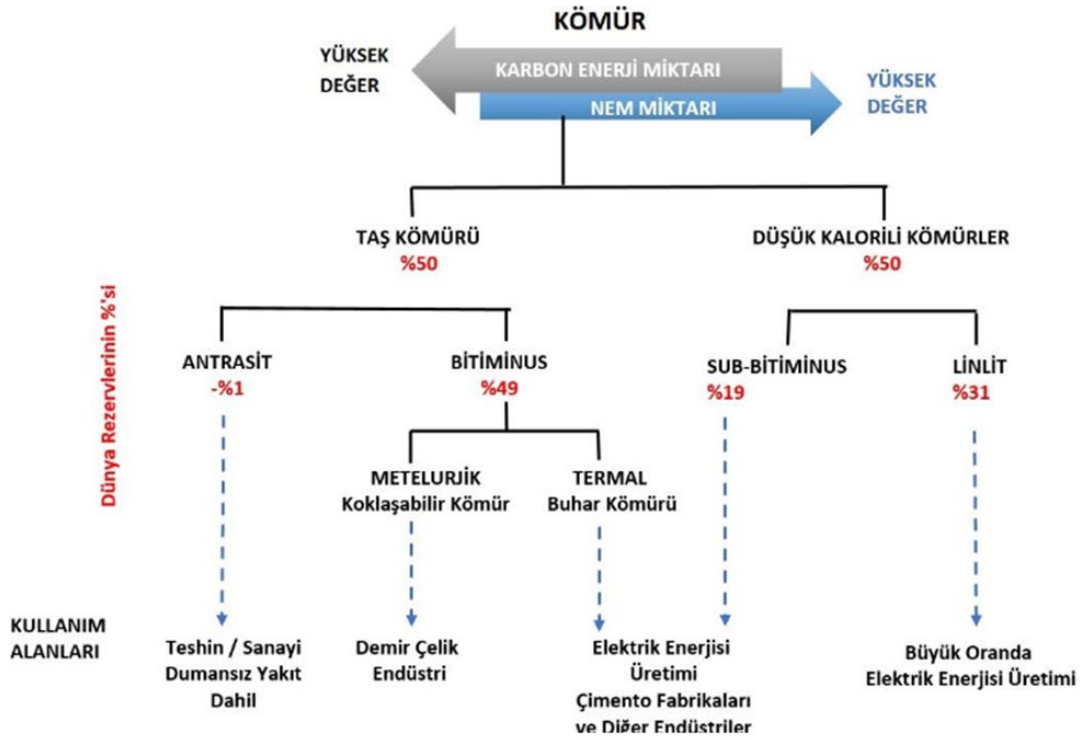 KÖMÜR
YÜKSEK
DEĞER
KARBON ENERJİ MİKTARI
NEM MİKTARI
YÜKSEK
DEĞER
TAŞ KÖMÜRÜ
%50
DÜŞÜK KALORİLİ KÖMÜRLER
%50
Dünya Rezervlerinin %'si
ANTRASİT
-%1
BİTİMİNUS
%49
SUB-BİTİMİNUS
%19
LİNLİT
%31
METELURJİK
Koklaşabilir Kömür
TERMAL
Buhar Kömürü
KULLANIM
ALANLARI
Teshin / Sanayi
Dumansız Yakıt
Dahil
Demir Çelik
Endüstri
Elektrik Enerjisi
Üretimi
Çimento Fabrikaları
ve Diğer Endüstriler
Büyük Oranda
Elektrik Enerjisi Üretimi